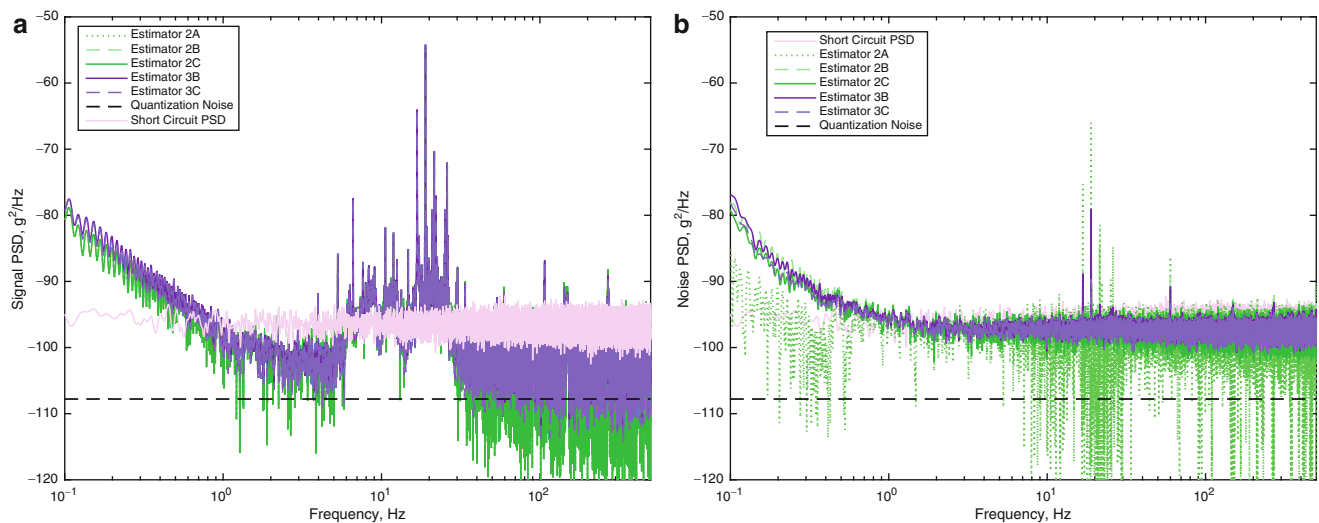 a
Estimator 2A
Estimator 2B
Estimator 2C
Estimator 3B
Estimator 3C
Quantization Noise
Short Circuit PSD
Signal PSD, g²/Hz
–50
–60
–70
–80
–90
–100
–110
–120
10⁻¹
10⁰
10¹
10²
Frequency, Hz
b
Short Circuit PSD
Estimator 2A
Estimator 2B
Estimator 2C
Estimator 3B
Estimator 3C
Quantization Noise
Noise PSD, g²/Hz
–50
–60
–70
–80
–90
–100
–110
–120
10⁻¹
10⁰
10¹
10²
Frequency, Hz